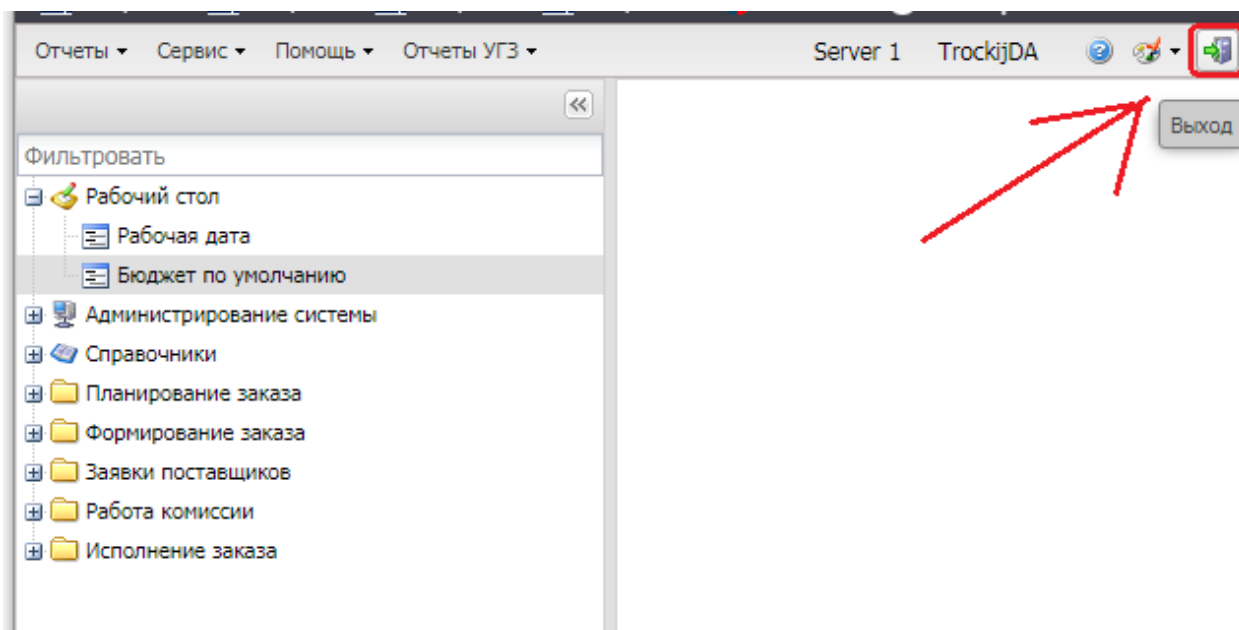 Отчеты Сервис Помощь Отчеты УГЗ Server 1 TrockijDA
Выход
Фильтровать
Рабочий стол
Рабочая дата
Бюджет по умолчанию
Администрирование системы
Справочники
Планирование заказа
Формирование заказа
Заявки поставщиков
Работа комиссии
Исполнение заказа